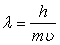 λ = h / mυ